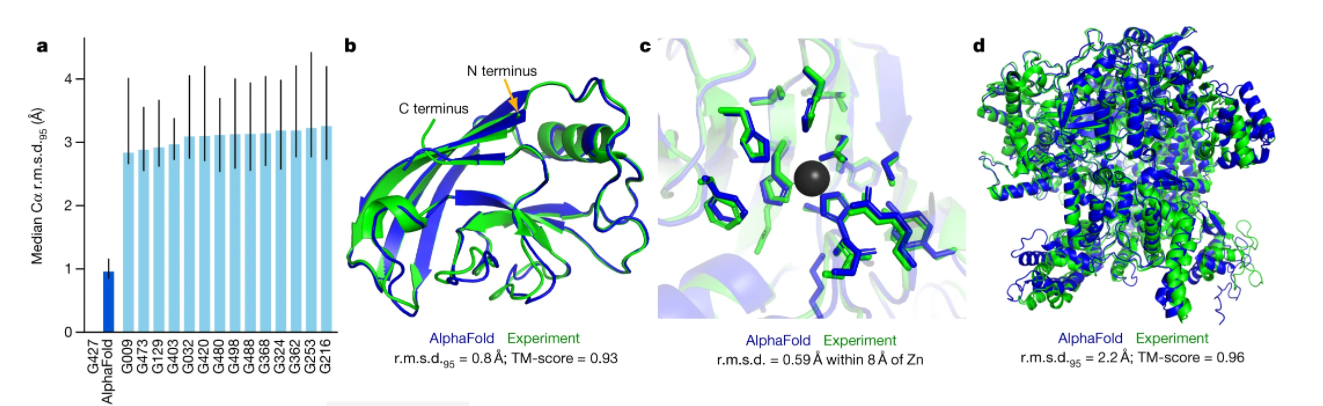 a
Median Cα r.m.s.d.95 (Å)
4
3
2
1
0
G427
AlphaFold
G009
G473
G129
G403
G032
G420
G480
G498
G488
G368
G324
G362
G253
G216
b
N terminus
C terminus
AlphaFold Experiment
r.m.s.d.95 = 0.8 Å; TM-score = 0.93
c
AlphaFold Experiment
r.m.s.d. = 0.59 Å within 8 Å of Zn
d
AlphaFold Experiment
r.m.s.d.95 = 2.2 Å; TM-score = 0.96